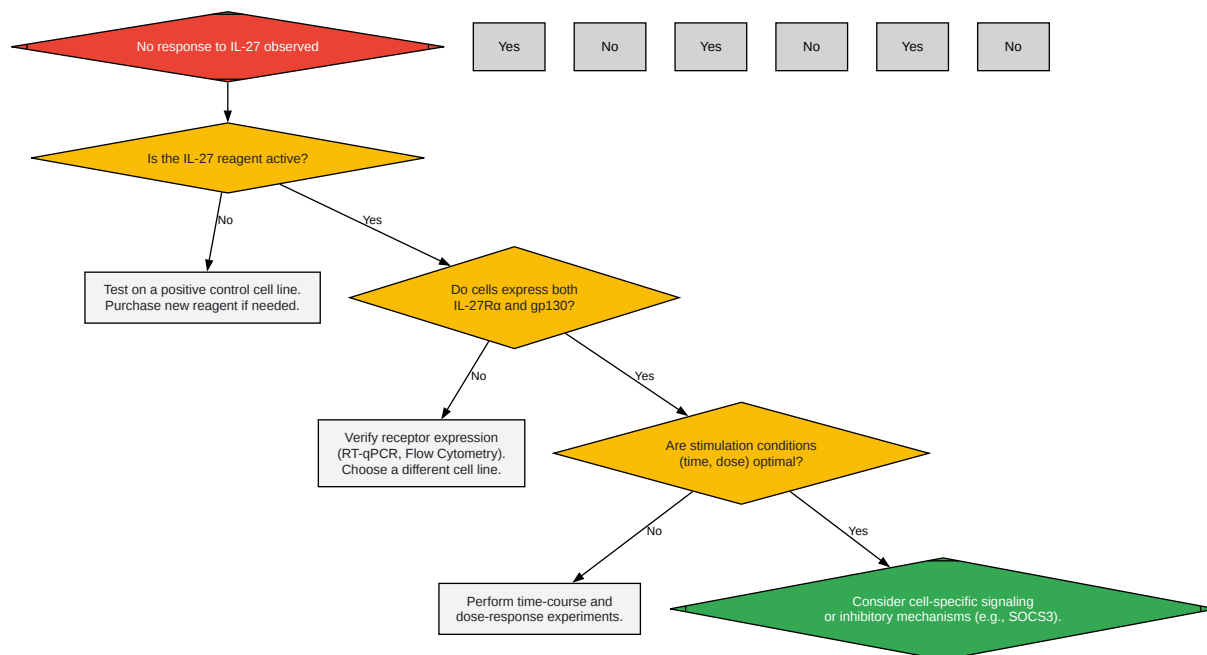 No response to IL-27 observed
Yes
No
Yes
No
Yes
No
Is the IL-27 reagent active?
No
Yes
Test on a positive control cell line.
Purchase new reagent if needed.
Do cells express both
IL-27Rα and gp130?
No
Yes
Verify receptor expression
(RT-qPCR, Flow Cytometry).
Choose a different cell line.
Are stimulation conditions
(time, dose) optimal?
No
Yes
Perform time-course and
dose-response experiments.
Consider cell-specific signaling
or inhibitory mechanisms (e.g., SOCS3).